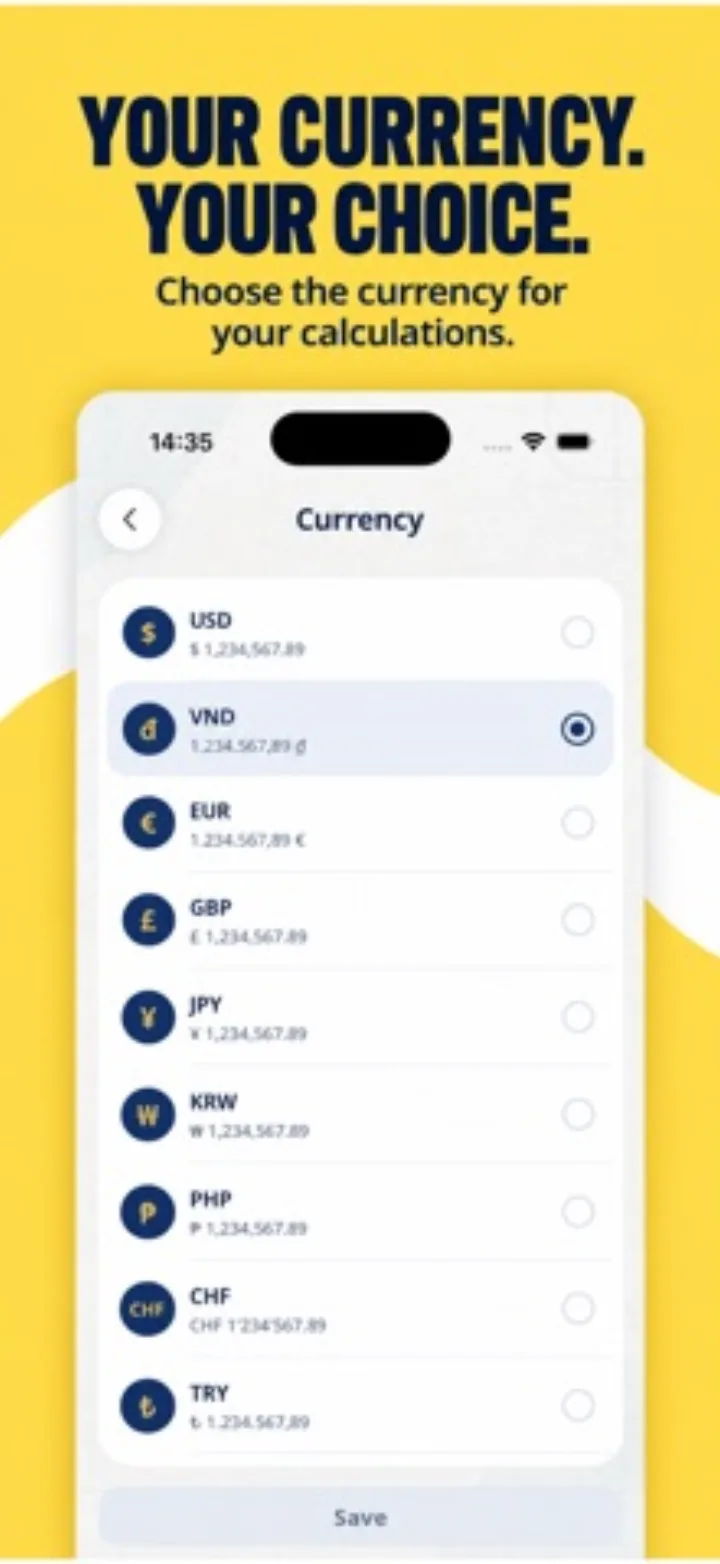 YOUR CURRENCY.
YOUR CHOICE.
Choose the currency for
your calculations.
14:35
Currency
$
USD
$ 1,234,567.89
đ
VND
1.234.567,89 ₫
€
EUR
1.234.567,89 €
£
GBP
£ 1,234,567.89
¥
JPY
¥ 1,234,567.89
₩
KRW
₩ 1,234,567.89
₱
PHP
₱ 1,234,567.89
CHF
CHF
CHF 1'234'567.89
₺
TRY
₺ 1.234.567,89
Save